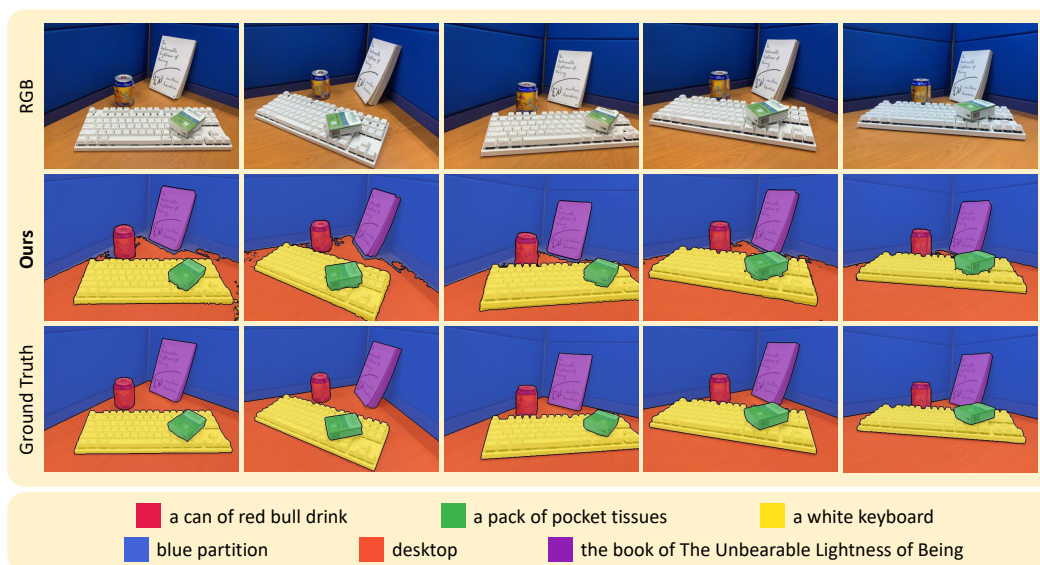 RGB
Ours
Ground Truth
a can of red bull drink
a pack of pocket tissues
a white keyboard
blue partition
desktop
the book of The Unbearable Lightness of Being